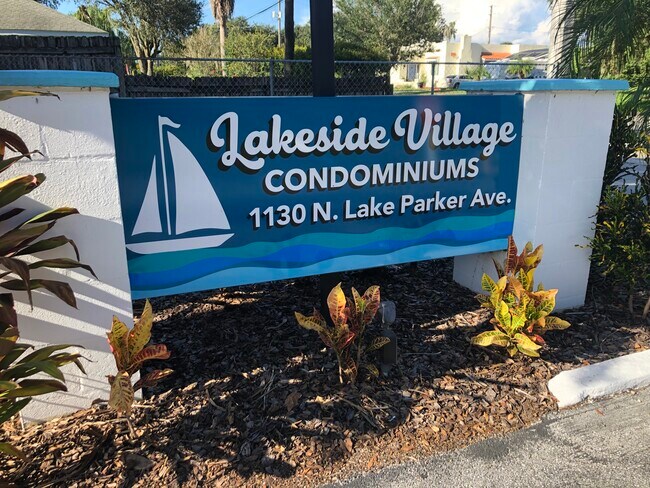 Lakeside Village
CONDOMINIUMS
1130 N. Lake Parker Ave.